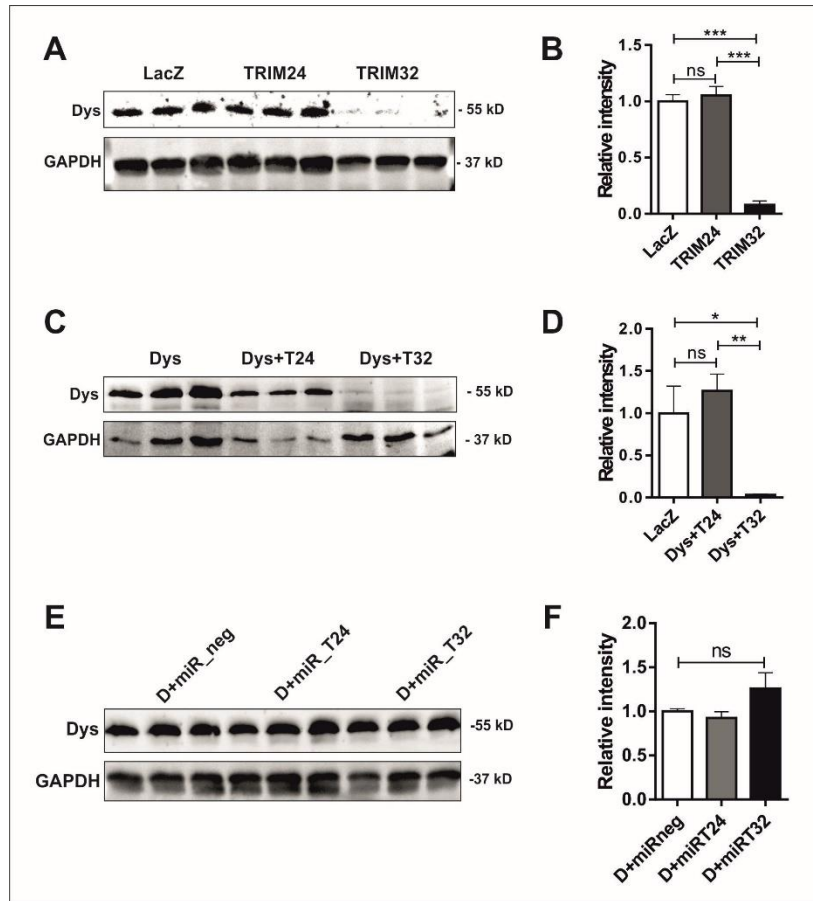 A
LacZ TRIM24 TRIM32
Dys - 55 kD
GAPDH - 37 kD
B
Relative intensity
1.5
1.0
0.5
0.0
***
***
ns
LacZ
TRIM24
TRIM32
C
Dys Dys+T24 Dys+T32
Dys - 55 kD
GAPDH - 37 kD
D
Relative intensity
2.0
1.5
1.0
0.5
0.0
*
**
ns
LacZ
Dys+T24
Dys+T32
E
D+miR_neg
D+miR_T24
D+miR_T32
Dys -55 kD
GAPDH -37 kD
F
Relative intensity
2.0
1.5
1.0
0.5
0.0
ns
D+miRneg
D+miRT24
D+miRT32